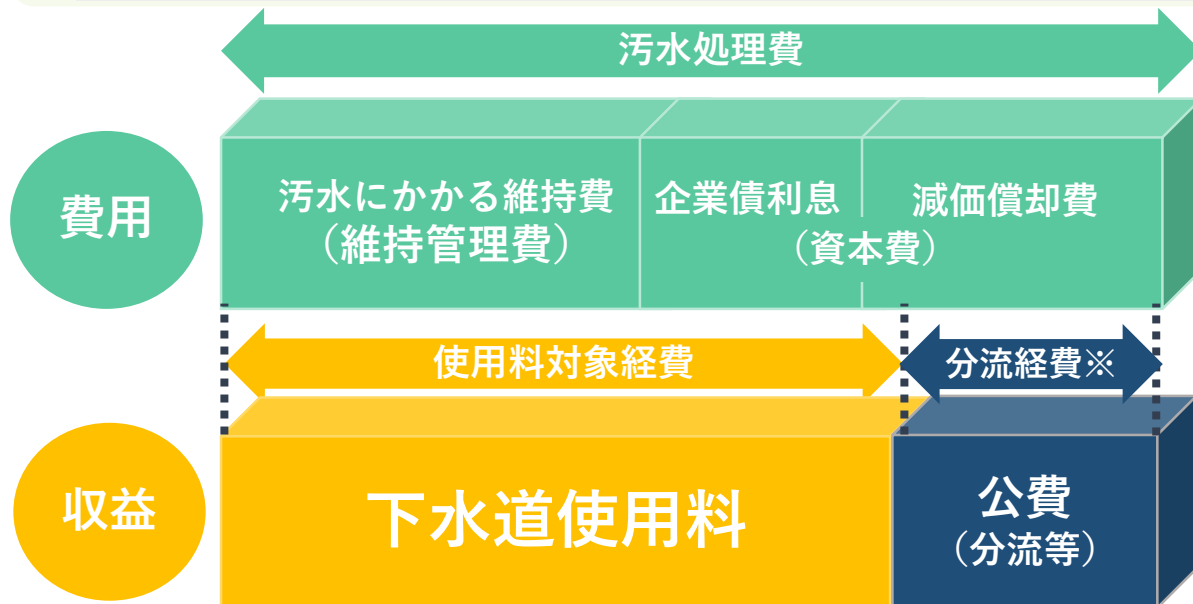 汚水処理費
費用
汚水にかかる維持費
（維持管理費）
企業債利息
減価償却費
（資本費）
使用料対象経費
分流経費※
収益
下水道使用料
公費
（分流等）